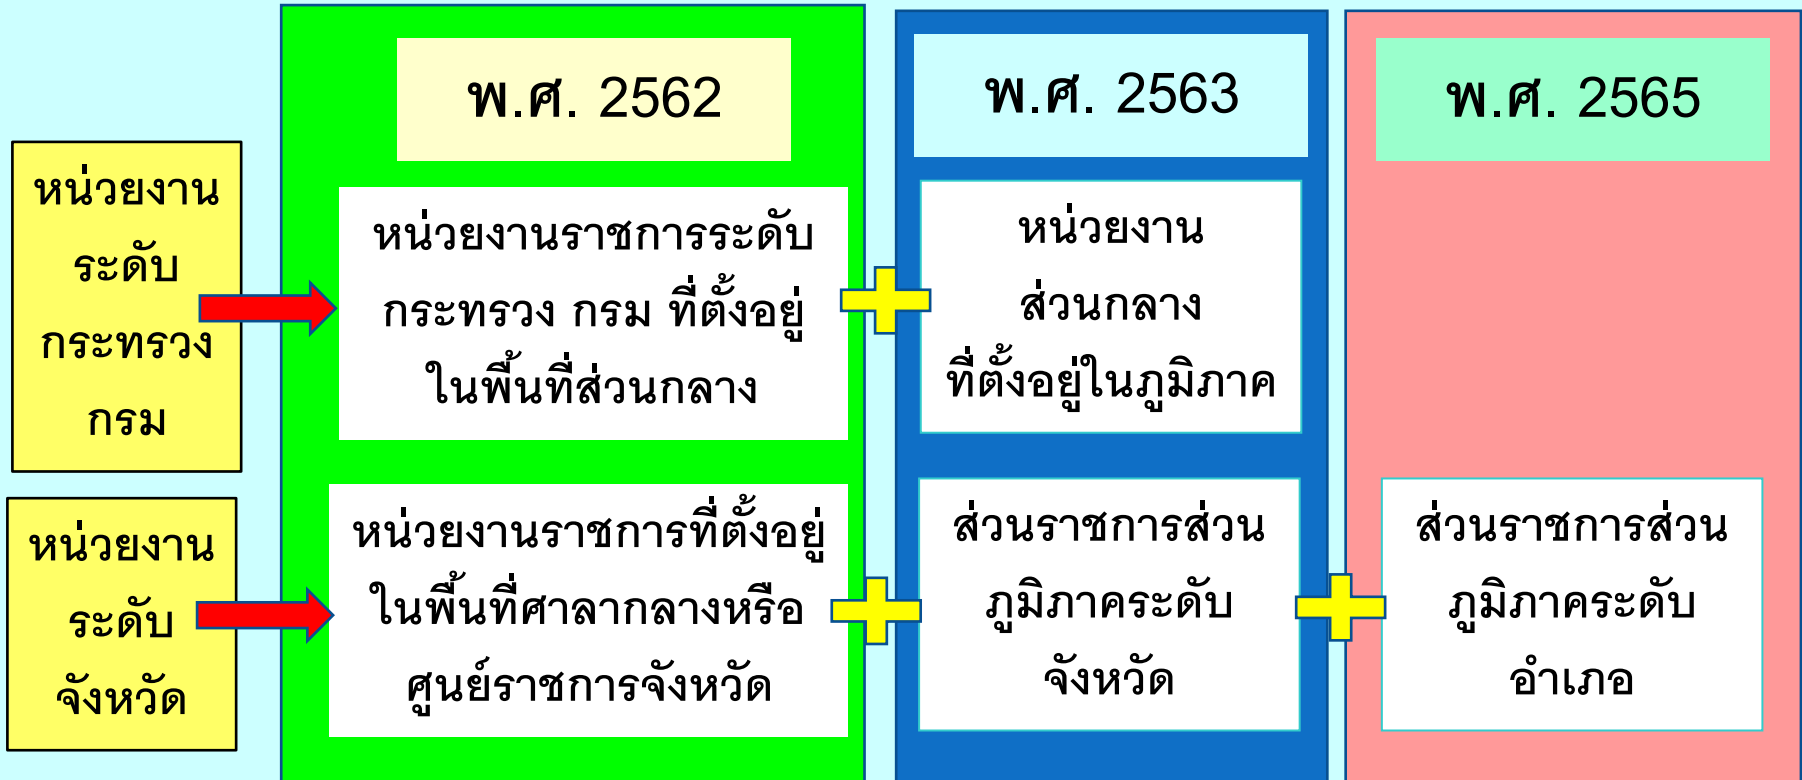 พ.ศ. 2562
พ.ศ. 2563
พ.ศ. 2565
หน่วยงาน
ระดับ
กระทรวง
กรม
หน่วยงานราชการระดับ
กระทรวง กรม ที่ตั้งอยู่
ในพื้นที่ส่วนกลาง
หน่วยงาน
ส่วนกลาง
ที่ตั้งอยู่ในภูมิภาค
หน่วยงาน
ระดับ
จังหวัด
หน่วยงานราชการที่ตั้งอยู่
ในพื้นที่ศาลากลางหรือ
ศูนย์ราชการจังหวัด
ส่วนราชการส่วน
ภูมิภาคระดับ
จังหวัด
ส่วนราชการส่วน
ภูมิภาคระดับ
อำเภอ